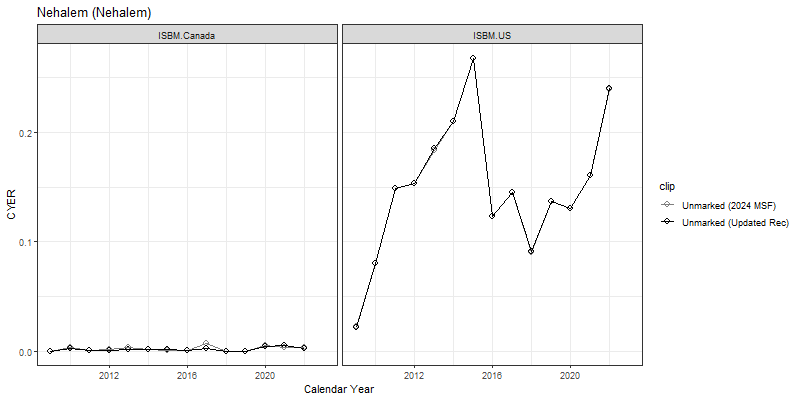 Nehalem (Nehalem)
ISBM.Canada
ISBM.US
CYER
0.2
0.1
0.0
2012
2016
2020
2012
2016
2020
Calendar Year
clip
Unmarked (2024 MSF)
Unmarked (Updated Rec)